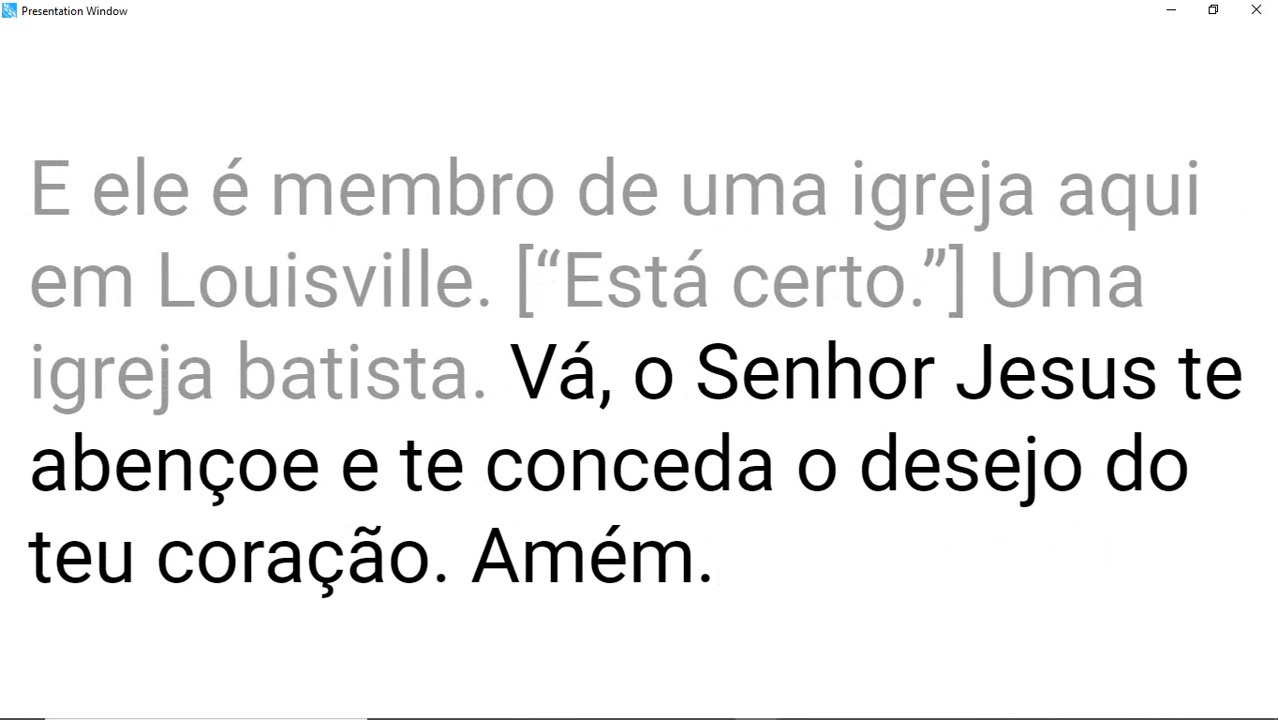 Presentation Window
E ele é membro de uma igreja aqui
em Louisville. [“Está certo.”] Uma
igreja batista. Vá, o Senhor Jesus te
abençoe e te conceda o desejo do
teu coração. Amém.